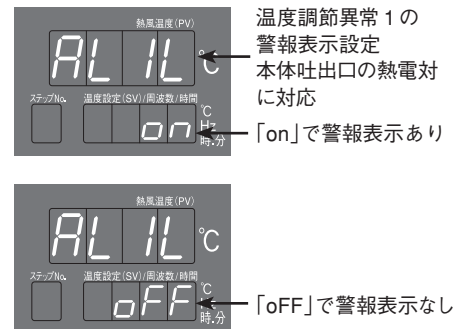 熱風温度(PV)
AL 1L ℃
ステップNo. 温度設定(SV)/周波数/時間
on ℃
Hz
時.分
温度調節異常1の
警報表示設定
本体吐出口の熱電対
に対応
「on」で警報表示あり
熱風温度(PV)
AL 1L ℃
ステップNo. 温度設定(SV)/周波数/時間
oFF ℃
Hz
時.分
「oFF」で警報表示なし